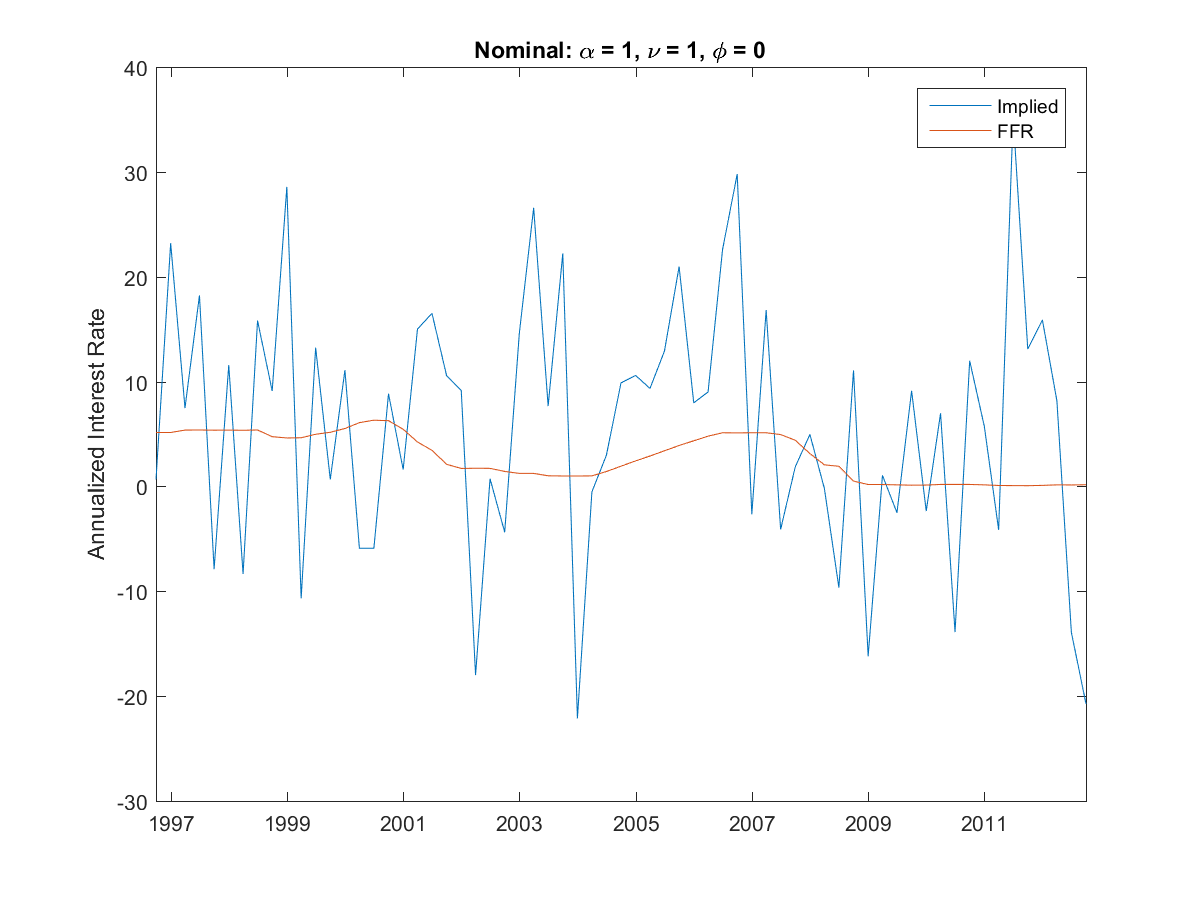 Nominal: α = 1, ν = 1, ϕ = 0
Implied
FFR
Annualized Interest Rate
40
30
20
10
0
-10
-20
-30
1997 1999 2001 2003 2005 2007 2009 2011